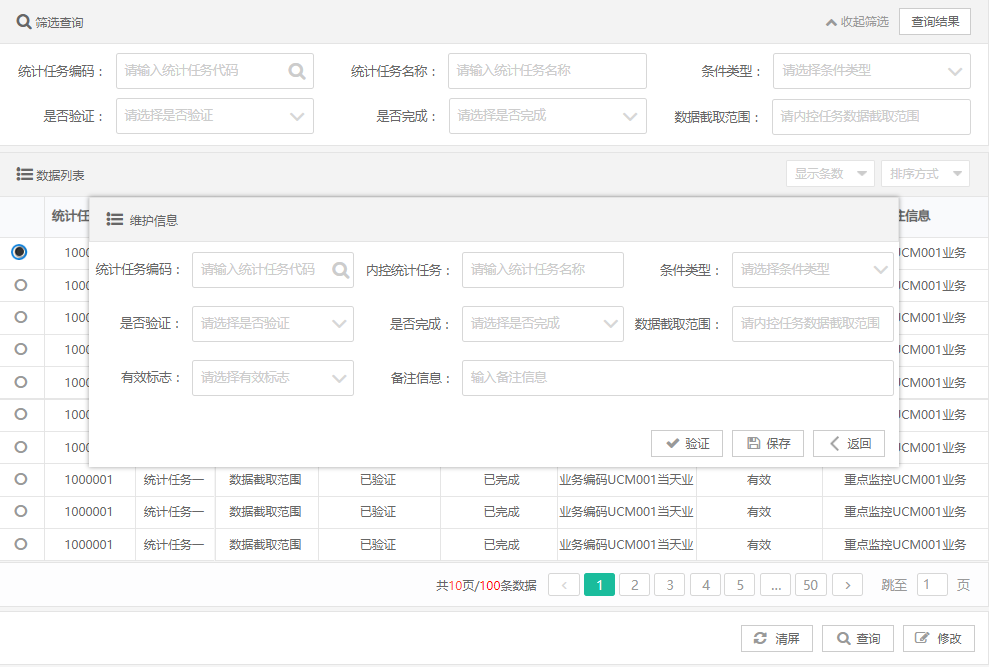 筛选查询 收起筛选 查询结果
统计任务编码： 请输入统计任务代码 统计任务名称： 请输入统计任务名称 条件类型： 请选择条件类型
是否验证： 请选择是否验证 是否完成： 请选择是否完成 数据截取范围： 请内控任务数据截取范围
数据列表 显示条数 排序方式
统计任 注信息
维护信息
1000 UCM001业务
统计任务编码： 请输入统计任务代码 内控统计任务： 请输入统计任务名称 条件类型： 请选择条件类型
1000 UCM001业务
1000 UCM001业务
是否验证： 请选择是否验证 是否完成： 请选择是否完成 数据截取范围： 请内控任务数据截取范围
1000 UCM001业务
1000 UCM001业务
有效标志： 请选择有效标志 备注信息： 输入备注信息
1000 UCM001业务
1000 UCM001业务
验证 保存 返回
1000001 统计任务一 数据截取范围 已验证 已完成 业务编码UCM001当天业 有效 重点监控UCM001业务
1000001 统计任务一 数据截取范围 已验证 已完成 业务编码UCM001当天业 有效 重点监控UCM001业务
1000001 统计任务一 数据截取范围 已验证 已完成 业务编码UCM001当天业 有效 重点监控UCM001业务
共10页/100条数据 < 1 2 3 4 5 ... 50 > 跳至 1 页
清屏 查询 修改